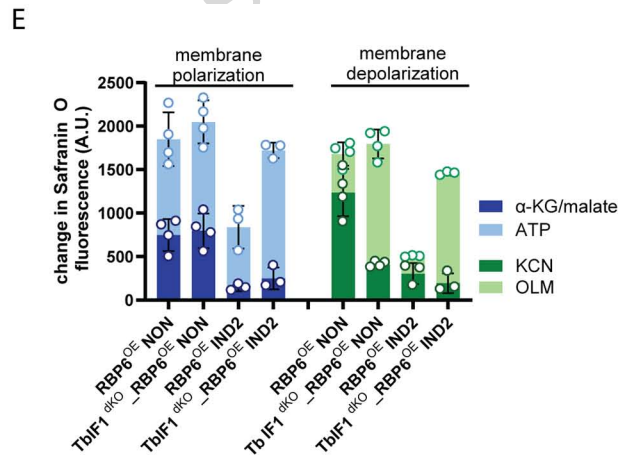 E
membrane
polarization
membrane
depolarization
change in Safranin O
fluorescence (A.U.)
2500
2000
1500
1000
500
0
α-KG/malate
ATP
KCN
OLM
RBP6OE NON
TbIF1 dKO_RBP6OE NON
RBP6OE IND2
TbIF1 dKO_RBP6OE IND2
RBP6OE NON
TbIF1 dKO_RBP6OE NON
RBP6OE IND2
TbIF1 dKO_RBP6OE IND2